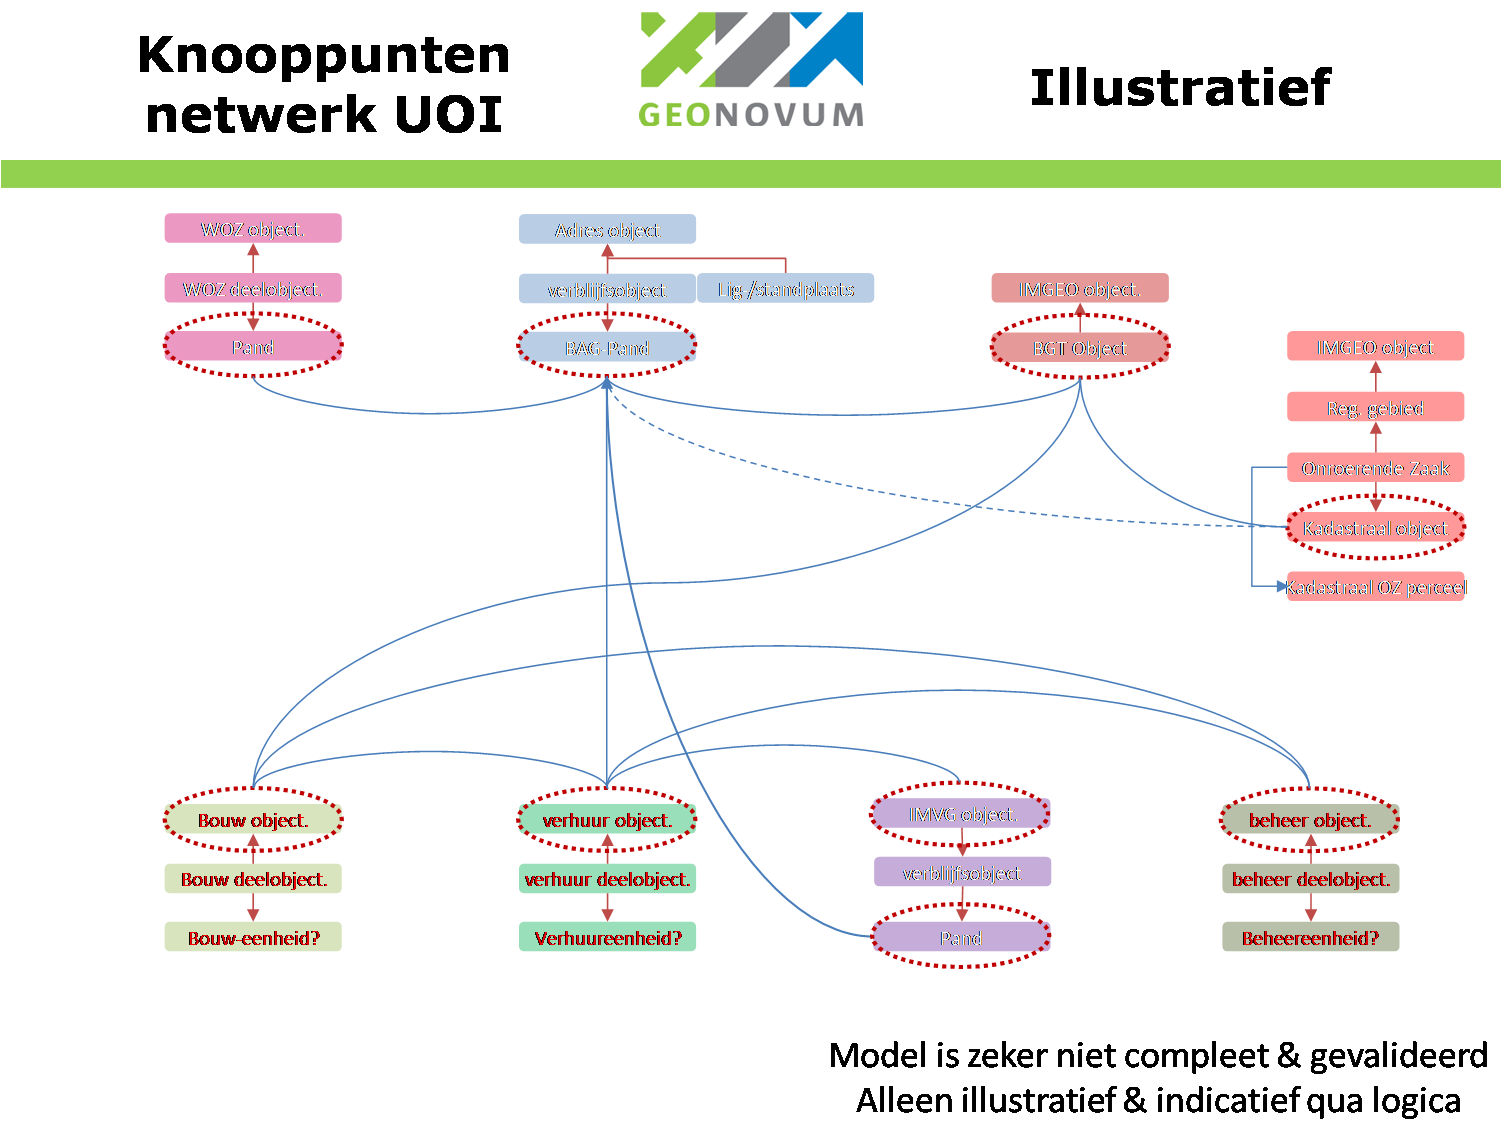 Knooppunten
netwerk UOI
GEONOVUM
Illustratief
WOZ object.
WOZ deelobject.
Pand
Adres object
verblijfsobject
Lig-/standplaats
BAG-Pand
IMGEO object.
BGT Object
IMGEO object
Reg. gebied
Onroerende Zaak
Kadastraal object
Kadastraal OZ perceel
Bouw object.
Bouw deelobject.
Bouw-eenheid?
verhuur object.
verhuur deelobject.
Verhuureenheid?
IMVG object.
verblijfsobject
Pand
beheer object.
beheer deelobject.
Beheereenheid?
Model is zeker niet compleet & gevalideerd
Alleen illustratief & indicatief qua logica